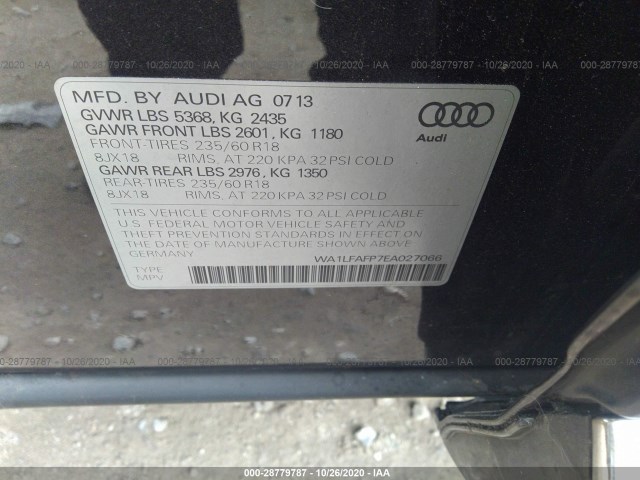 000-28779787 - 10/26/2020 - IAA
MFD. BY AUDI AG 0713
GVWR LBS 5368, KG 2435
GAWR FRONT LBS 2601, KG 1180
FRONT-TIRES 235/60 R18
8JX18 RIMS, AT 220 KPA 32 PSI COLD
GAWR REAR LBS 2976, KG 1350
REAR-TIRES 235/60 R18
8JX18 RIMS, AT 220 KPA 32 PSI COLD
Audi
THIS VEHICLE CONFORMS TO ALL APPLICABLE
U.S. FEDERAL MOTOR VEHICLE SAFETY AND
THEFT PREVENTION STANDARDS IN EFFECT ON
THE DATE OF MANUFACTURE SHOWN ABOVE
GERMANY
WA1LFAFP7EA027066
TYPE
MPV
000-28779787 - 10/26/2020 - IAA
000-28779787 - 10/26/2020 - IAA